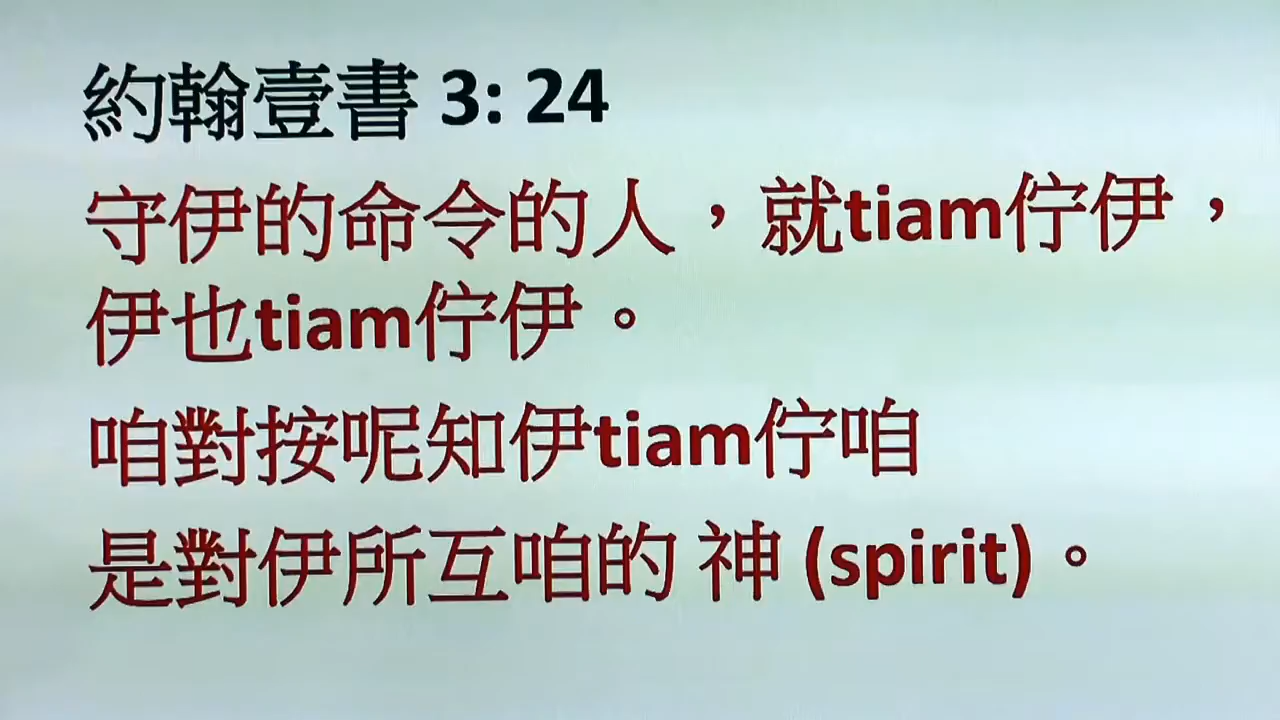 約翰壹書 3: 24
守伊的命令的人，就tiam佇伊，
伊也tiam佇伊。
咱對按呢知伊tiam佇咱
是對伊所互咱的 神 (spirit)。